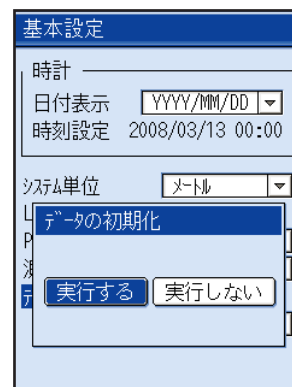 基本設定
時計
日付表示 YYYY/MM/DD
時刻設定 2008/03/13 00:00
ｼｽﾃﾑ単位 ﾒｰﾄﾙ
L
P
ﾃﾞｰﾀの初期化
実行する 実行しない